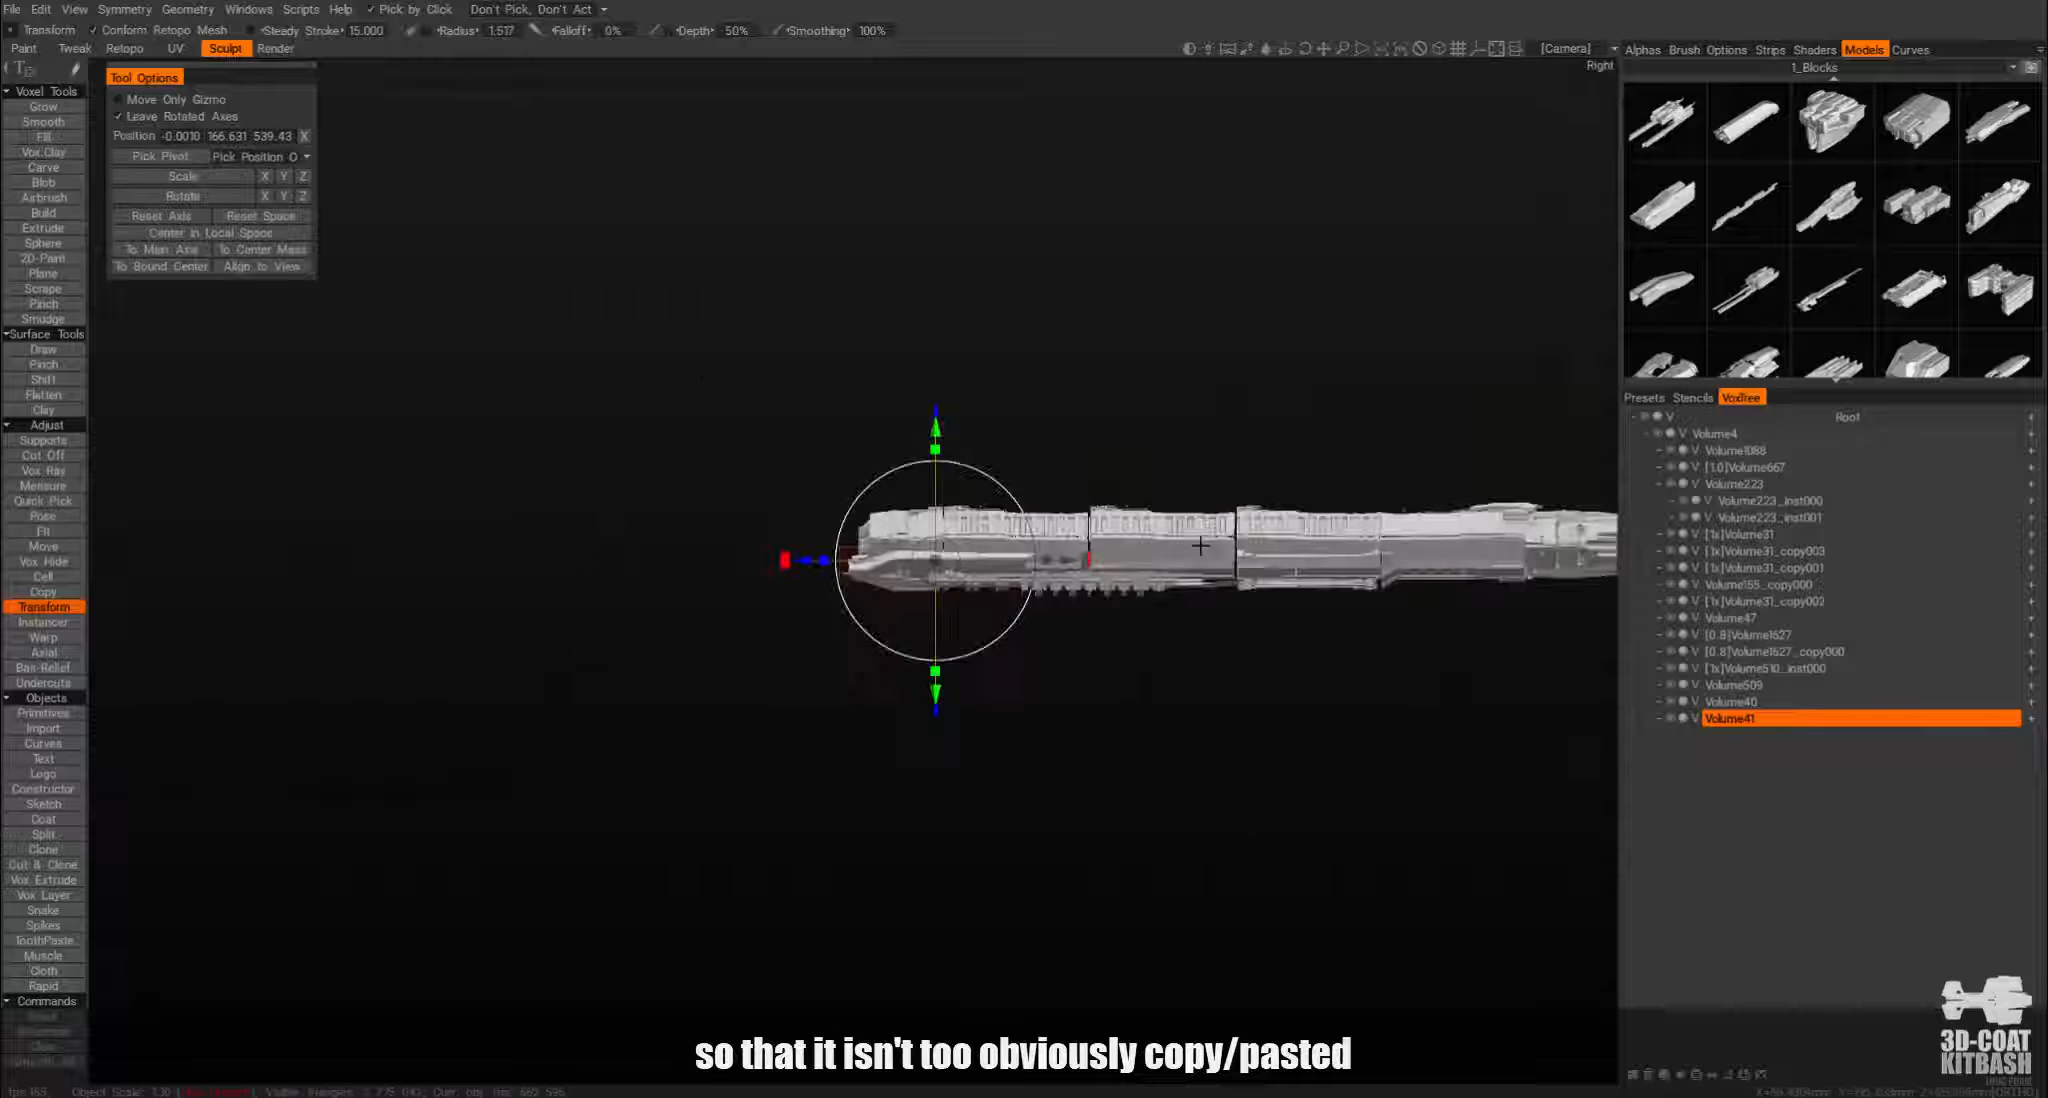 File Edit View Symmetry Geometry Windows Scripts Help Pick by Click Don't Pick, Don't Act
Transform Conform Retopo Mesh Steady Stroke 15.000 Radius 1.517 Falloff 0% Depth 50% Smoothing 100%
Paint Tweak Retopo UV Sculpt Render [Camera]
Right
Tool Options
Move Only Gizmo
Leave Rotated Axes
Position -0.0010 166.631 539.43 X
Pick Pivot Pick Position O
Scale X Y Z
Rotate X Y Z
Reset Axis Reset Space
Center in Local Space
To Main Axis To Center Mass
To Bound Center Align to View
Voxel Tools
Grow
Smooth
Fill
Vox Clay
Carve
Blob
Airbrush
Build
Extrude
Sphere
2D-Paint
Plane
Scrape
Pinch
Smudge
Surface Tools
Draw
Pinch
Shift
Flatten
Clay
Adjust
Supports
Cut Off
Vox Ray
Measure
Quick Pick
Pose
Fit
Move
Vox Hide
Cell
Copy
Transform
Instancer
Warp
Axial
Bas-Relief
Undercuts
Objects
Primitives
Import
Curves
Text
Logo
Constructor
Sketch
Coat
Split
Clone
Cut & Clone
Vox Extrude
Vox Layer
Snake
Spikes
ToothPaste
Muscle
Cloth
Rapid
Commands
Alphas Brush Options Strips Shaders Models Curves
1_Blocks
Presets Stencils VoxTree
V Root
V Volume4
V Volume1088
V [1.0]Volume667
V Volume223
V Volume223_inst000
V Volume223_inst001
V [1x]Volume31
V [1x]Volume31_copy003
V [1x]Volume31_copy001
V Volume155_copy000
V [1x]Volume31_copy002
V Volume47
V [0.8]Volume1627
V [0.8]Volume1627_copy000
V [1x]Volume510_inst000
V Volume509
V Volume40
V Volume41
so that it isn't too obviously copy/pasted
3D-COAT
KITBASH